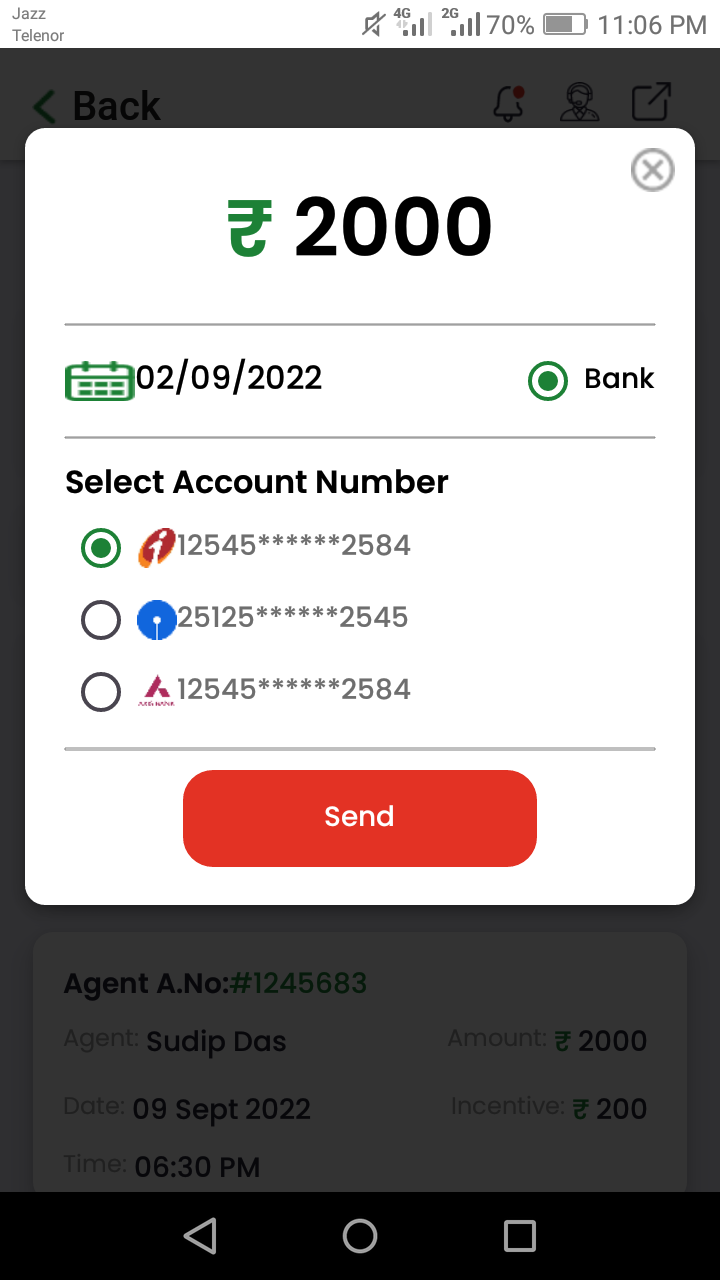 Jazz
Telenor
4G 2G 70% 11:06 PM
Back
₹ 2000
02/09/2022 Bank
Select Account Number
12545******2584
25125******2545
AXIS BANK 12545******2584
Send
Agent A.No:#1245683
Agent: Sudip Das Amount: ₹ 2000
Date: 09 Sept 2022 Incentive: ₹ 200
Time: 06:30 PM